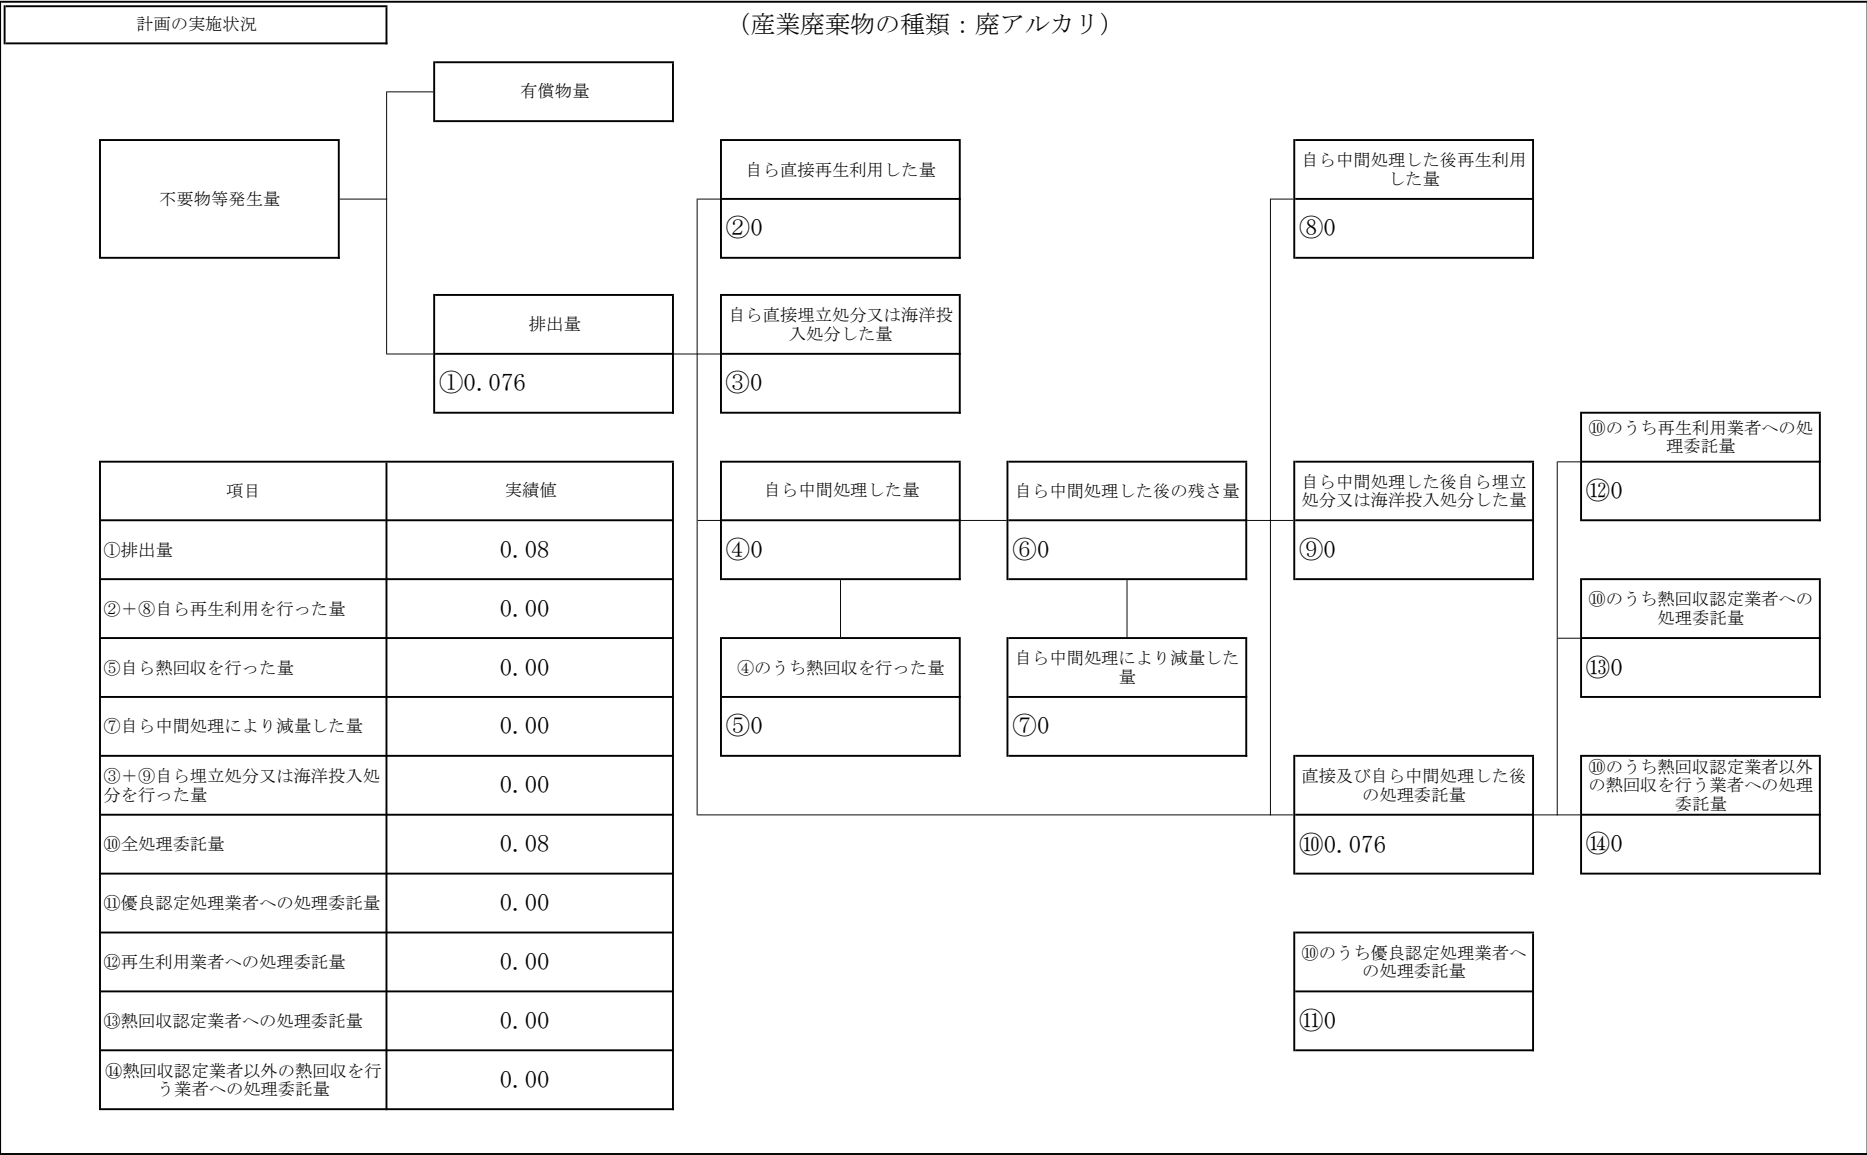 計画の実施状況
（産業廃棄物の種類：廃アルカリ）
有償物量
不要物等発生量
自ら直接再生利用した量
②0
自ら中間処理した後再生利用
した量
⑧0
排出量
①0.076
自ら直接埋立処分又は海洋投
入処分した量
③0
⑩のうち再生利用業者への処
理委託量
⑫0
自ら中間処理した量
④0
自ら中間処理した後の残さ量
⑥0
自ら中間処理した後自ら埋立
処分又は海洋投入処分した量
⑨0
⑩のうち熱回収認定業者への
処理委託量
⑬0
④のうち熱回収を行った量
⑤0
自ら中間処理により減量した
量
⑦0
直接及び自ら中間処理した後
の処理委託量
⑩0.076
⑩のうち熱回収認定業者以外
の熱回収を行う業者への処理
委託量
⑭0
⑩のうち優良認定処理業者へ
の処理委託量
⑪0
項目 実績値
①排出量 0.08
②＋⑧自ら再生利用を行った量 0.00
⑤自ら熱回収を行った量 0.00
⑦自ら中間処理により減量した量 0.00
③＋⑨自ら埋立処分又は海洋投入処
分を行った量 0.00
⑩全処理委託量 0.08
⑪優良認定処理業者への処理委託量 0.00
⑫再生利用業者への処理委託量 0.00
⑬熱回収認定業者への処理委託量 0.00
⑭熱回収認定業者以外の熱回収を行
う業者への処理委託量 0.00